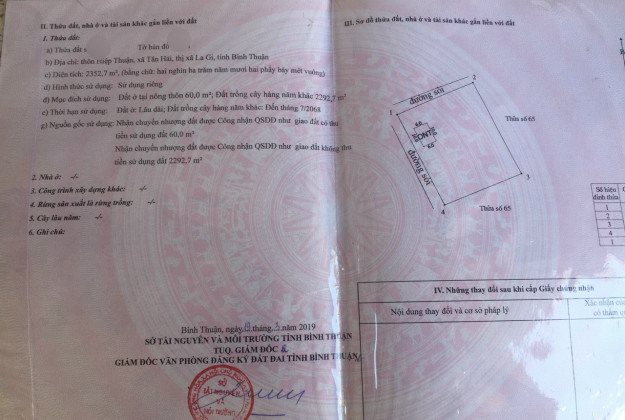 II. Thửa đất, nhà ở và tài sản khác gắn liền với đất
1. Thửa đất:
a) Thửa đất s Tờ bản đồ
b) Địa chỉ: thôn Hiệp Thuận, xã Tân Hải, thị xã La Gi, tỉnh Bình Thuận
c) Diện tích: 2352,7 m², (bằng chữ: hai nghìn ba trăm năm mươi hai phẩy bảy mét vuông)
d) Hình thức sử dụng: Sử dụng riêng
đ) Mục đích sử dụng: Đất ở tại nông thôn 60,0 m²; Đất trồng cây hàng năm khác 2292,7 m²
e) Thời hạn sử dụng: Đất ở: Lâu dài; Đất trồng cây hàng năm khác: Đến tháng 7/2068
g) Nguồn gốc sử dụng: Nhận chuyển nhượng đất được Công nhận QSDĐ như giao đất có thu
tiền sử dụng đất 60,0 m²
Nhận chuyển nhượng đất được Công nhận QSDĐ như giao đất không thu
tiền sử dụng đất 2292,7 m²
2. Nhà ở: -/-
3. Công trình xây dựng khác: -/-
4. Rừng sản xuất là rừng trồng: -/-
5. Cây lâu năm: -/-
6. Ghi chú:
Bình Thuận, ngày tháng 5 năm 2019
SỞ TÀI NGUYÊN VÀ MÔI TRƯỜNG TỈNH BÌNH THUẬN
TUQ. GIÁM ĐỐC
GIÁM ĐỐC VĂN PHÒNG ĐĂNG KÝ ĐẤT ĐAI TỈNH BÌNH THUẬN
SỞ
TÀI NGUYÊN
VÀ
MÔI TRƯỜNG
III. Sơ đồ thửa đất, nhà ở và tài sản khác gắn liền với đất
đường sỏi
2
1
Thửa số 65
ĐƯỜNG SỎI
3
4
Thửa số 65
Số hiệu
đỉnh thửa
1
2
3
4
1
IV. Những thay đổi sau khi cấp Giấy chứng nhận
Nội dung thay đổi và cơ sở pháp lý
Xác nhận của
có thẩm q